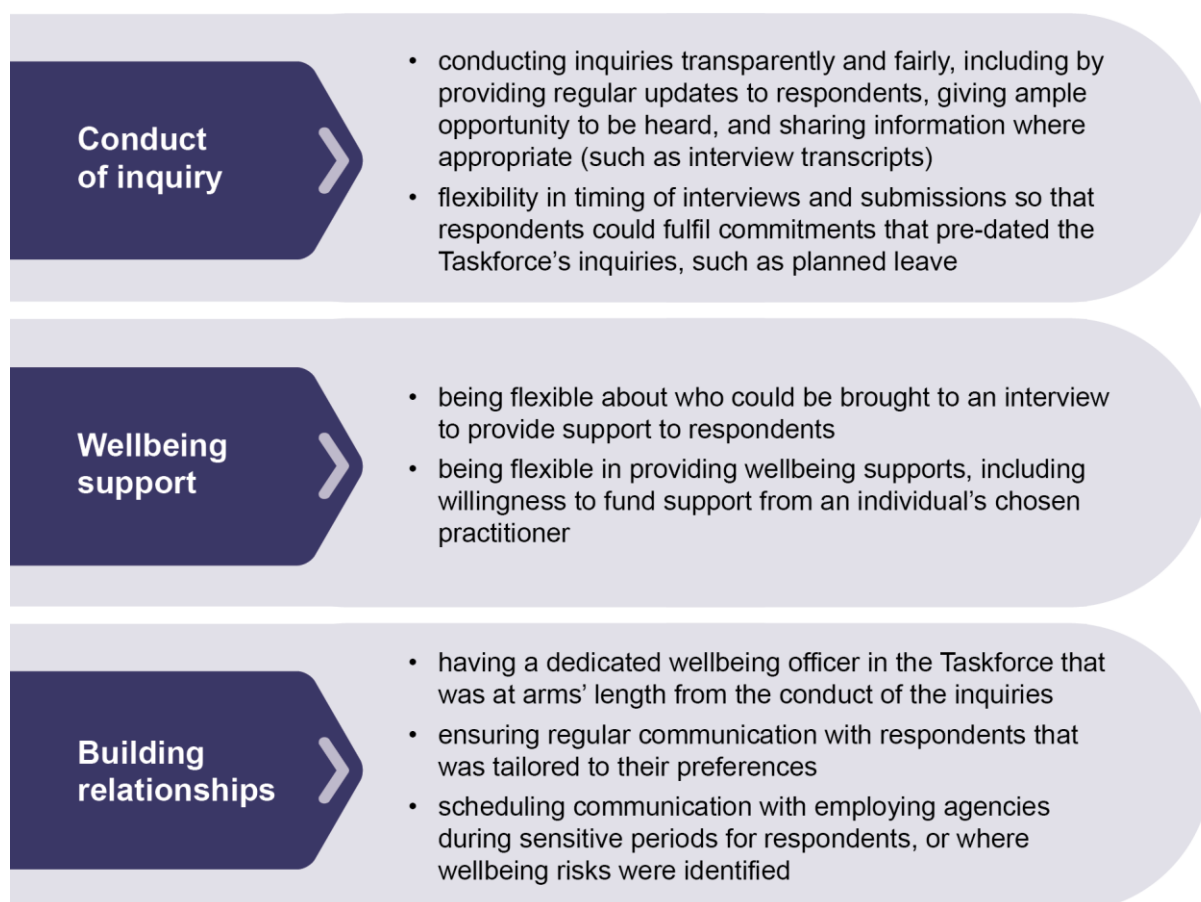 Conduct
of inquiry
• conducting inquiries transparently and fairly, including by
providing regular updates to respondents, giving ample
opportunity to be heard, and sharing information where
appropriate (such as interview transcripts)
• flexibility in timing of interviews and submissions so that
respondents could fulfil commitments that pre-dated the
Taskforce’s inquiries, such as planned leave
Wellbeing
support
• being flexible about who could be brought to an interview
to provide support to respondents
• being flexible in providing wellbeing supports, including
willingness to fund support from an individual’s chosen
practitioner
Building
relationships
• having a dedicated wellbeing officer in the Taskforce that
was at arms’ length from the conduct of the inquiries
• ensuring regular communication with respondents that
was tailored to their preferences
• scheduling communication with employing agencies
during sensitive periods for respondents, or where
wellbeing risks were identified